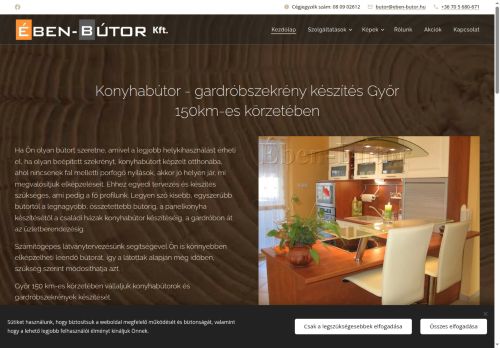 Cégjegyzék szám: 08 09 02612
butor@eben-butor.hu
+36 70 5 680-671
ÉBEN-BÚTOR Kft.
Kezdőlap
Szolgáltatások
Képek
Rólunk
Akciók
Kapcsolat
Konyhabútor - gardróbszekrény készítés Győr
150km-es körzetében
Ha Ön olyan bútort szeretne, amivel a legjobb helykihasználást érheti
el, ha olyan beépített szekrényt, konyhabútort képzelt otthonába,
ahol nincsenek fal melletti porfogó nyílások, akkor jó helyen jár, mi
megvalósítjuk elképzeléseit. Ehhez egyedi tervezés és készítés
szükséges, ami pedig a fő profilunk. Legyen szó kisebb, egyszerűbb
bútortól a legnagyobb, összetettebb bútorig, a panelkonyha
készítésétől a családi házak konyhabútor készítéséig, a gardróbon át
az üzletberendezésig.
Számítógépes látványtervezésünk segítségével Ön is könnyebben
elképzelheti leendő bútorát, így a látottak alapján még időben,
szükség szerint módosíthatja azt.
Győr 150 km-es körzetében vállaljuk konyhabútorok és
gardróbszekrények készítését.
Eben-Bútor
Sütiket használunk, hogy biztosítsuk a weboldal megfelelő működését és biztonságát, valamint
hogy a lehető legjobb felhasználói élményt kínáljuk Önnek.
Csak a legszükségesebbek elfogadása
Összes elfogadása